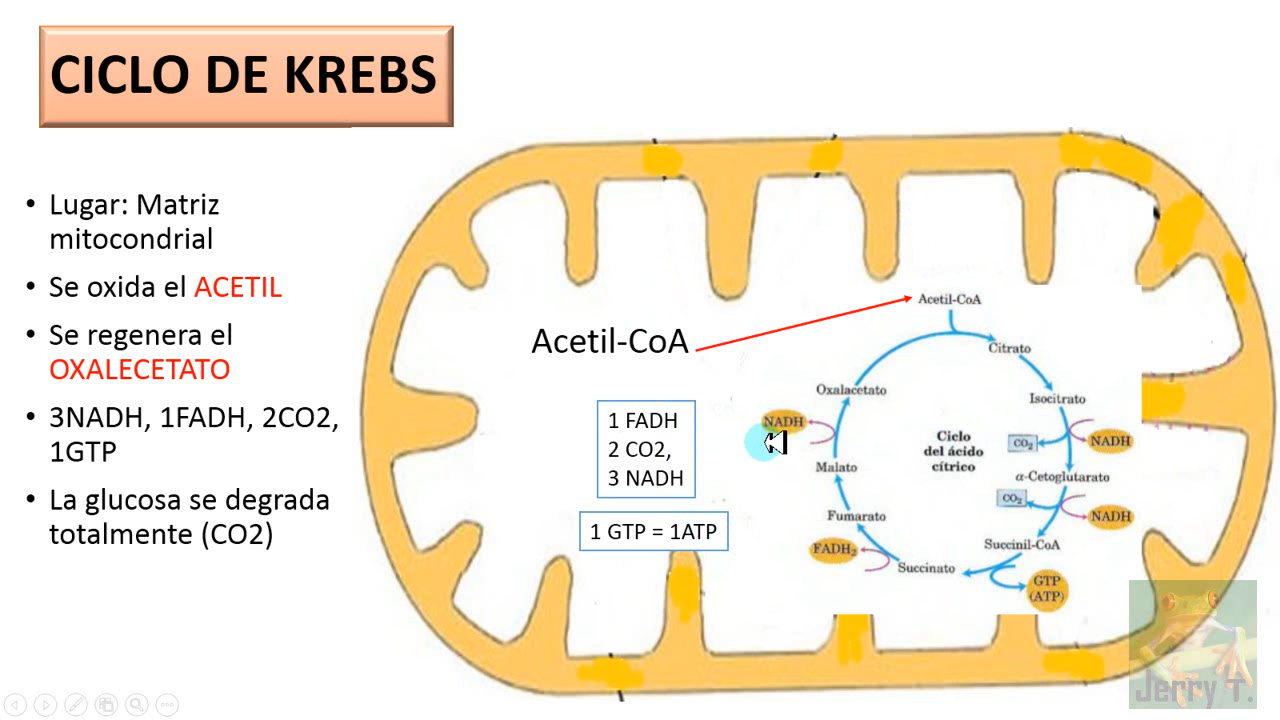 CICLO DE KREBS
• Lugar: Matriz
mitocondrial
• Se oxida el ACETIL
• Se regenera el
OXALECETATO
• 3NADH, 1FADH, 2CO2,
1GTP
• La glucosa se degrada
totalmente (CO2)
Acetil-CoA
1 FADH
2 CO2,
3 NADH
1 GTP = 1ATP
Acetil-CoA
Citrato
Isocitrato
NADH
CO₂
α-Cetoglutarato
CO₂
NADH
Succinil-CoA
GTP
(ATP)
Succinato
FADH₂
Fumarato
Malato
NADH
Oxalacetato
Ciclo
del ácido
cítrico
Jerry T.